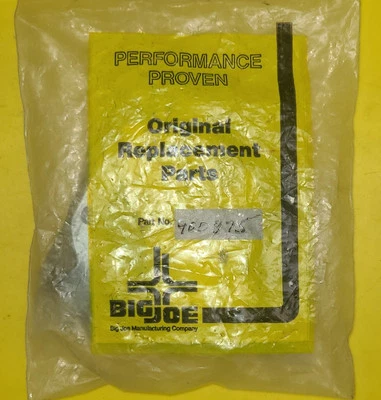 PERFORMANCE
PROVEN
Original
Replacement
Parts
Part No.
BIG JOE
Big Joe Manufacturing Company